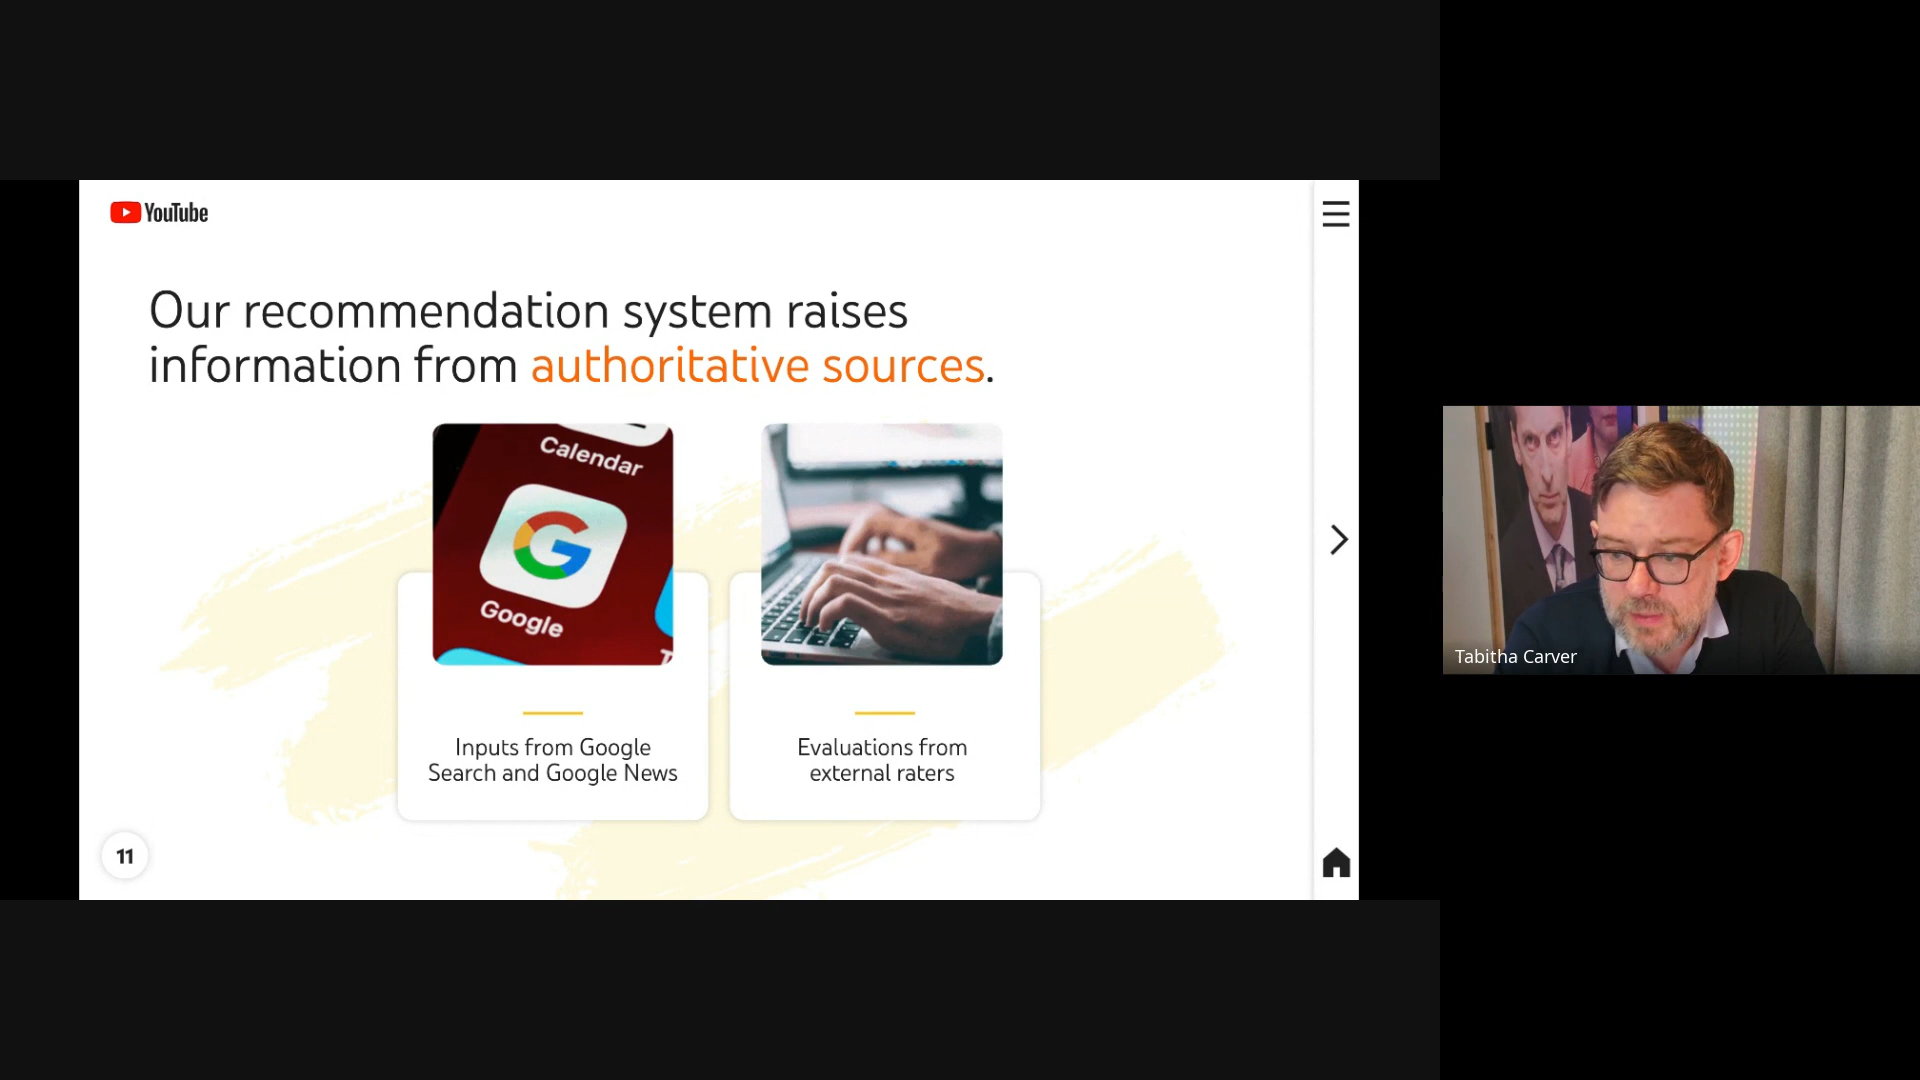 YouTube
Our recommendation system raises
information from authoritative sources.
Calendar
Google
Inputs from Google
Search and Google News
Evaluations from
external raters
11
Tabitha Carver